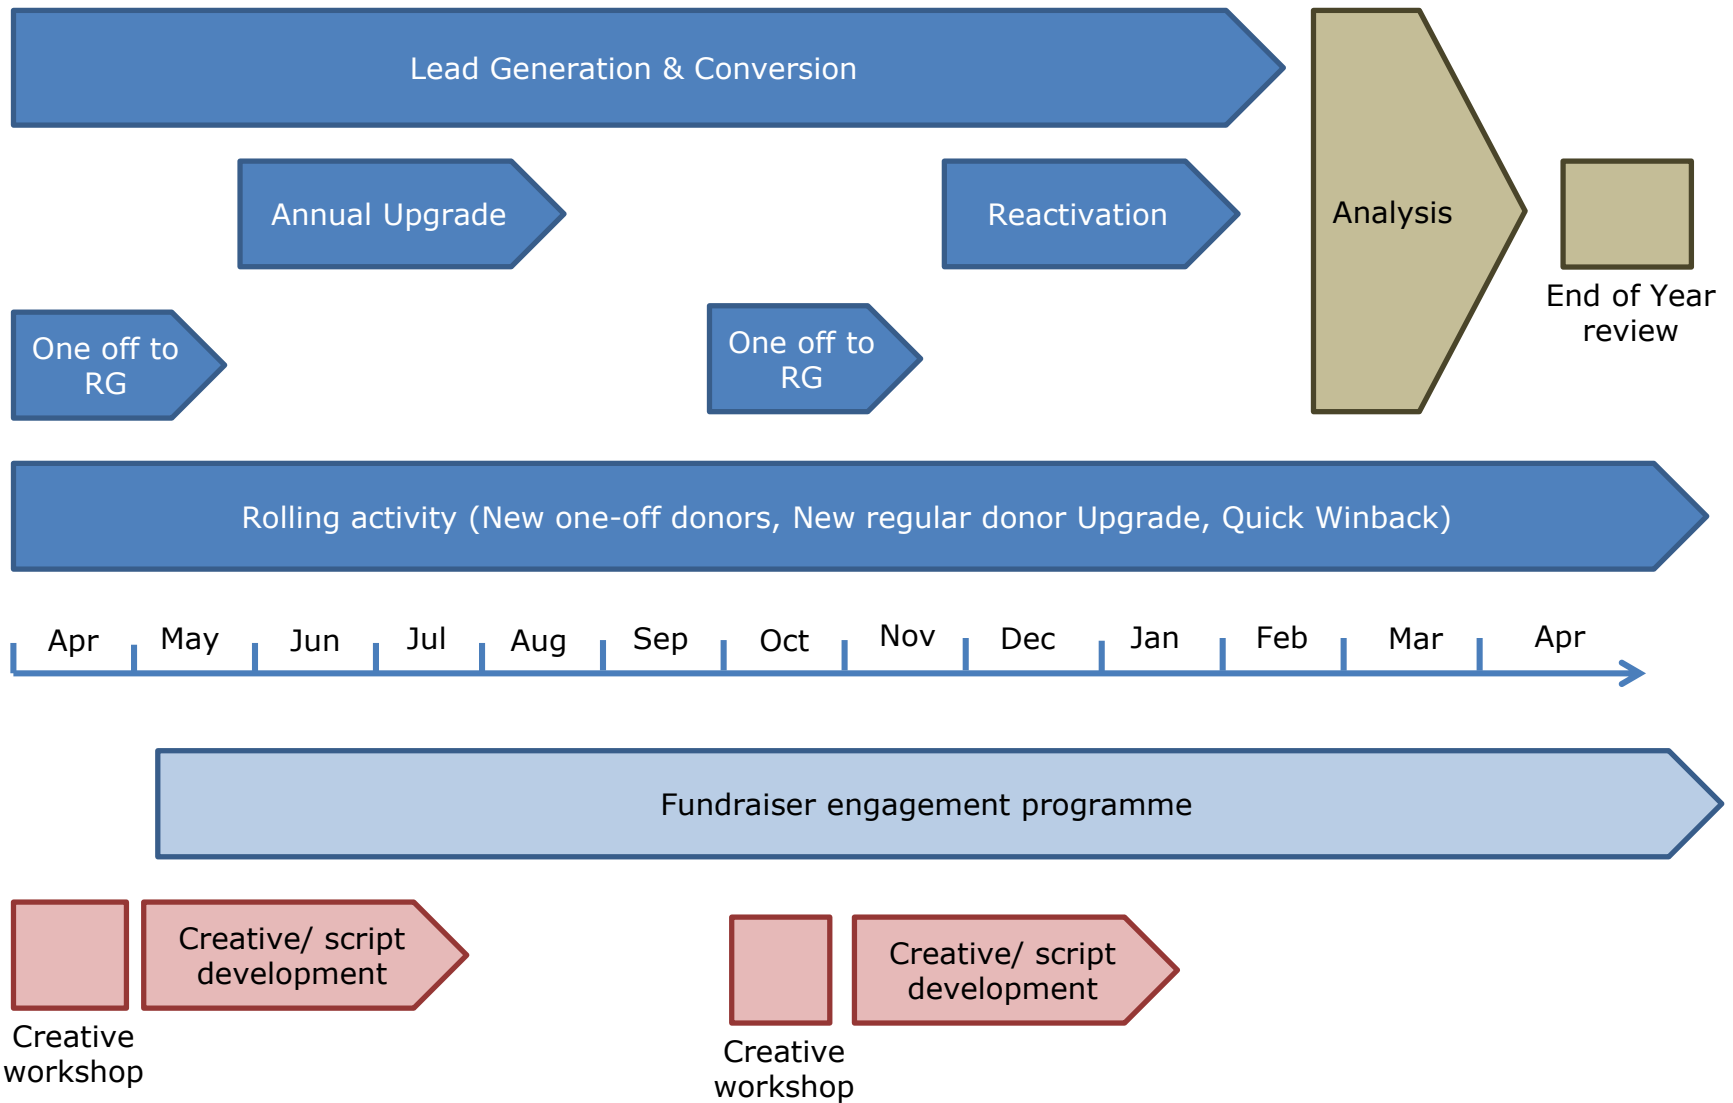 Lead Generation & Conversion
Annual Upgrade
Reactivation
Analysis
End of Year
review
One off to
RG
One off to
RG
Rolling activity (New one-off donors, New regular donor Upgrade, Quick Winback)
Apr May Jun Jul Aug Sep Oct Nov Dec Jan Feb Mar Apr
Fundraiser engagement programme
Creative/ script
development
Creative
workshop
Creative/ script
development
Creative
workshop